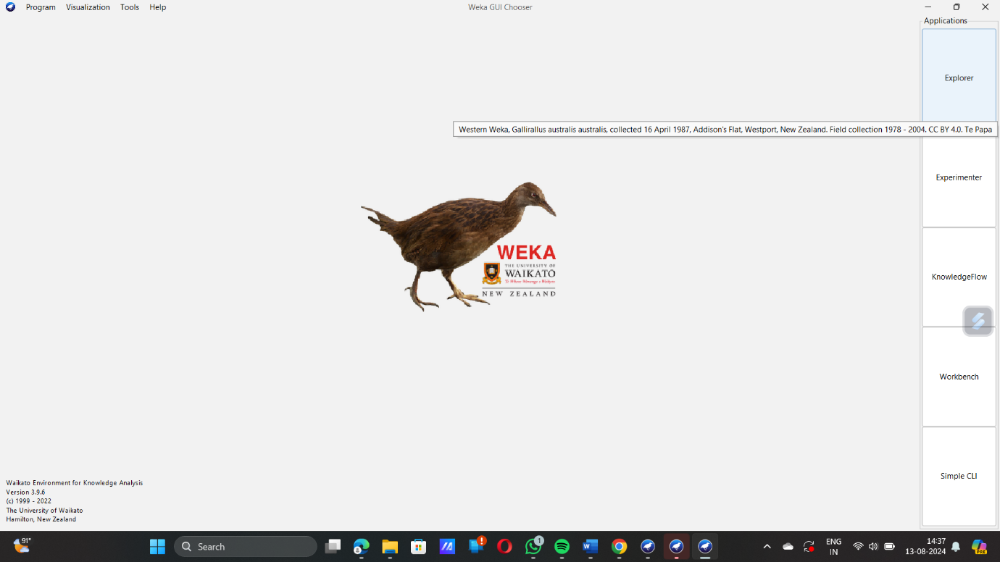 Program Visualization Tools Help
Weka GUI Chooser
Applications
Explorer
Western Weka, Gallirallus australis australis, collected 16 April 1987, Addison's Flat, Westport, New Zealand. Field collection 1978 - 2004. CC BY 4.0. Te Papa
Experimenter
WEKA
THE UNIVERSITY OF
WAIKATO
Te Whare Wānanga o Waikato
NEW ZEALAND
KnowledgeFlow
Workbench
Simple CLI
Waikato Environment for Knowledge Analysis
Version 3.9.6
(c) 1999 - 2022
The University of Waikato
Hamilton, New Zealand
91°
Search
1
W
ENG
IN
14:37
13-08-2024
PRE